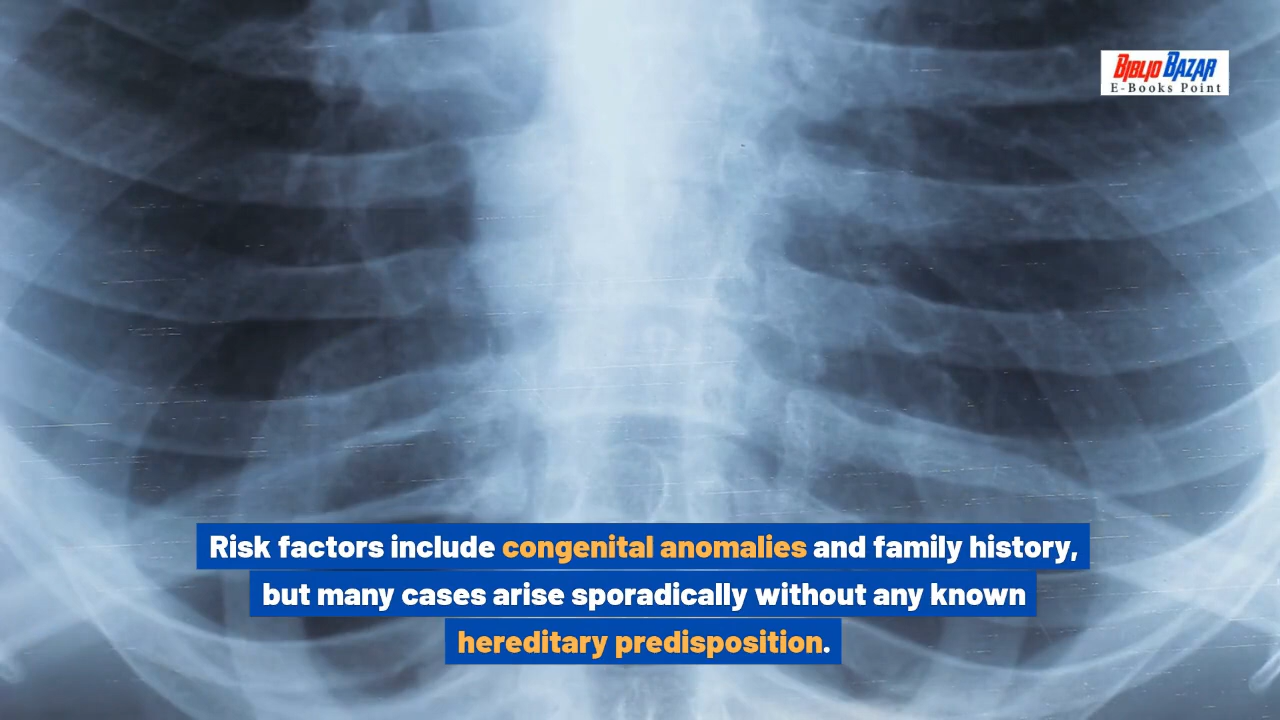 BIBLIO BAZAR
E-Books Point
Risk factors include congenital anomalies and family history,
but many cases arise sporadically without any known
hereditary predisposition.